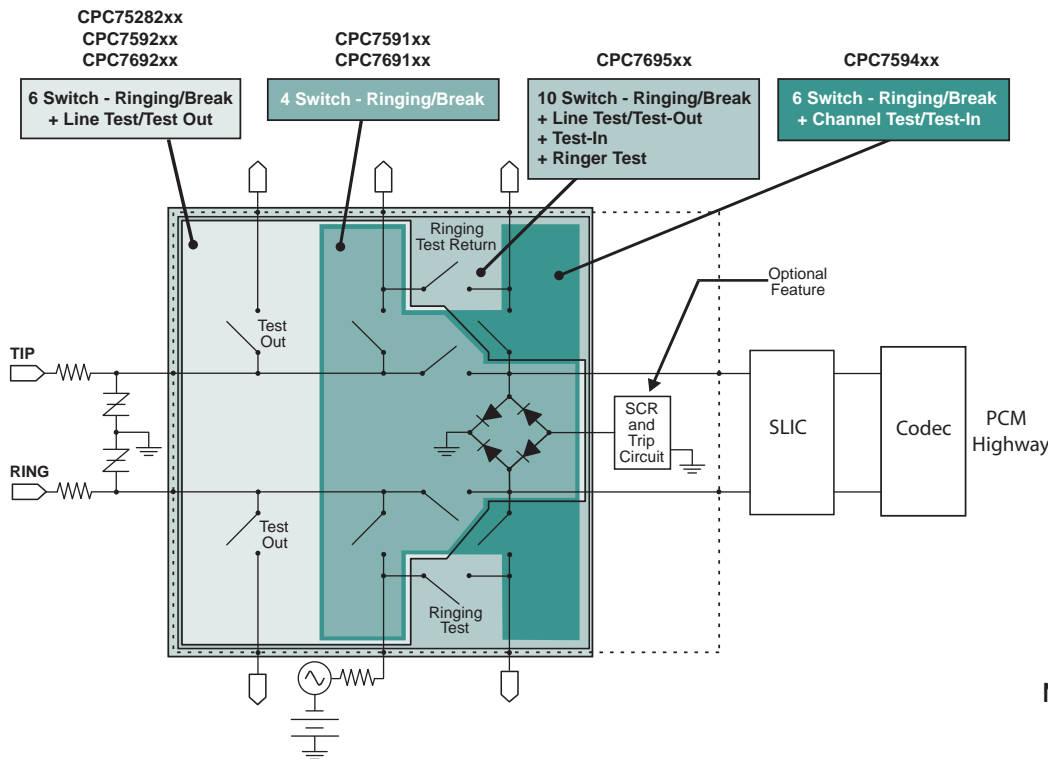 CPC75282xx
CPC7592xx
CPC7692xx
CPC7591xx
CPC7691xx
CPC7695xx
CPC7594xx
6 Switch - Ringing/Break
+ Line Test/Test Out
4 Switch - Ringing/Break
10 Switch - Ringing/Break
+ Line Test/Test-Out
+ Test-In
+ Ringer Test
6 Switch - Ringing/Break
+ Channel Test/Test-In
Ringing
Test Return
Optional
Feature
Test
Out
TIP
SCR
and
Trip
Circuit
SLIC
Codec
PCM
Highway
RING
Test
Out
Ringing
Test